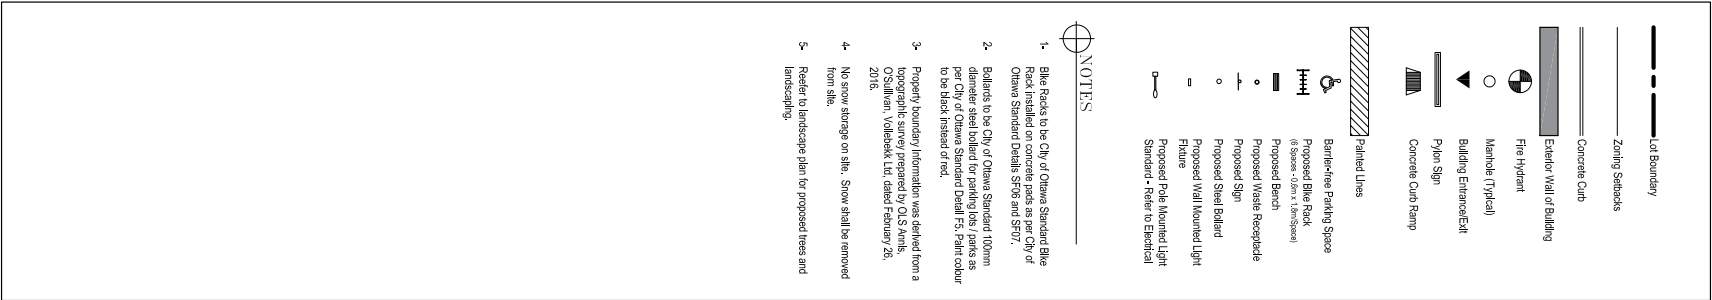 Lot Boundary
Zoning Setbacks
Concrete Curb
Exterior Wall of Building
Fire Hydrant
Manhole (Typical)
Building Entrance/Exit
Pylon Sign
Concrete Curb Ramp
Painted Lines
Barrier-free Parking Space
Proposed Bike Rack
(6 Spaces - 0.6m x 1.8m/Space)
Proposed Bench
Proposed Waste Receptacle
Proposed Sign
Proposed Steel Bollard
Proposed Wall Mounted Light
Fixture
Proposed Pole Mounted Light
Standard - Refer to Electrical
NOTES
1- Bike Racks to be City of Ottawa Standard Bike
Rack installed on concrete pads as per City of
Ottawa Standard Details SF06 and SF07.
2- Bollards to be City of Ottawa Standard 100mm
diameter steel bollard for parking lots / parks as
per City of Ottawa Standard Detail F5. Paint colour
to be black instead of red.
3- Property boundary information was derived from a
topographic survey prepared by OLS Annis,
O'Sullivan, Vollebekk Ltd, dated February 26,
2016.
4- No snow storage on site. Snow shall be removed
from site.
5- Reefer to landscape plan for proposed trees and
landscaping.